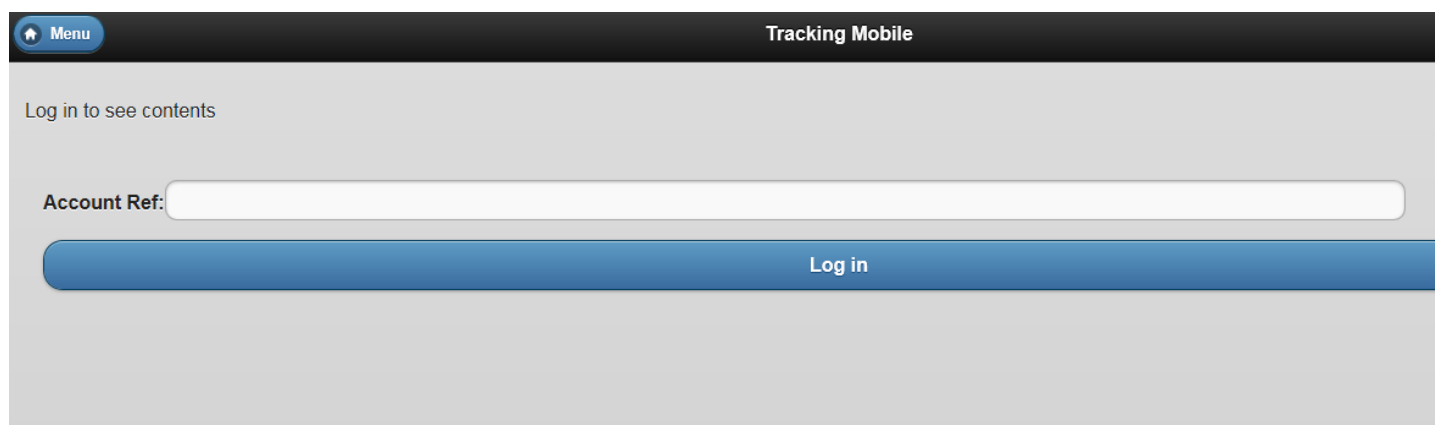 Menu
Tracking Mobile
Log in to see contents
Account Ref:
Log in